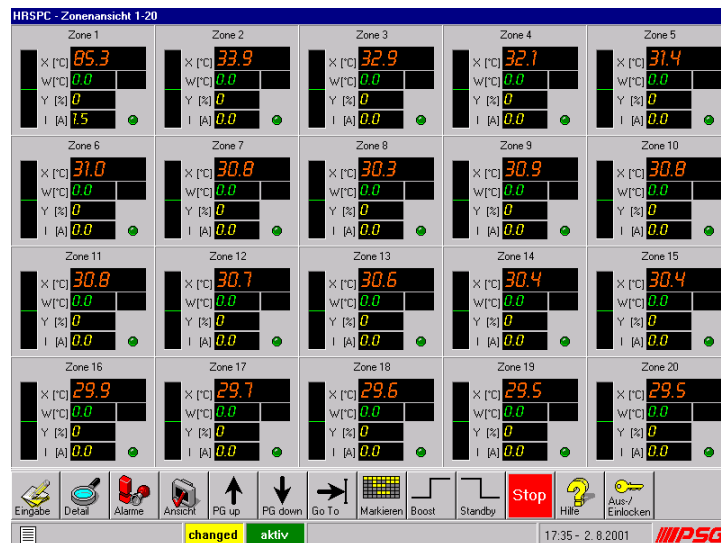 HRSPC - Zonenansicht 1-20
Zone 1 Zone 2 Zone 3 Zone 4 Zone 5
X [°C] 85.3 X [°C] 33.9 X [°C] 32.9 X [°C] 32.1 X [°C] 31.4
W[°C] 0.0 W[°C] 0.0 W[°C] 0.0 W[°C] 0.0 W[°C] 0.0
Y [%] 0 Y [%] 0 Y [%] 0 Y [%] 0 Y [%] 0
I [A] 1.5 I [A] 0.0 I [A] 0.0 I [A] 0.0 I [A] 0.0
Zone 6 Zone 7 Zone 8 Zone 9 Zone 10
X [°C] 31.0 X [°C] 30.8 X [°C] 30.3 X [°C] 30.9 X [°C] 30.8
W[°C] 0.0 W[°C] 0.0 W[°C] 0.0 W[°C] 0.0 W[°C] 0.0
Y [%] 0 Y [%] 0 Y [%] 0 Y [%] 0 Y [%] 0
I [A] 0.0 I [A] 0.0 I [A] 0.0 I [A] 0.0 I [A] 0.0
Zone 11 Zone 12 Zone 13 Zone 14 Zone 15
X [°C] 30.8 X [°C] 30.7 X [°C] 30.6 X [°C] 30.4 X [°C] 30.4
W[°C] 0.0 W[°C] 0.0 W[°C] 0.0 W[°C] 0.0 W[°C] 0.0
Y [%] 0 Y [%] 0 Y [%] 0 Y [%] 0 Y [%] 0
I [A] 0.0 I [A] 0.0 I [A] 0.0 I [A] 0.0 I [A] 0.0
Zone 16 Zone 17 Zone 18 Zone 19 Zone 20
X [°C] 29.9 X [°C] 29.7 X [°C] 29.6 X [°C] 29.5 X [°C] 29.5
W[°C] 0.0 W[°C] 0.0 W[°C] 0.0 W[°C] 0.0 W[°C] 0.0
Y [%] 0 Y [%] 0 Y [%] 0 Y [%] 0 Y [%] 0
I [A] 0.0 I [A] 0.0 I [A] 0.0 I [A] 0.0 I [A] 0.0
Eingabe Detail Alarme Ansicht PG up PG down Go To Markieren Boost Standby Stop Hilfe Aus-/
Einlocken
changed aktiv 17:35 - 2. 8.2001 PSG